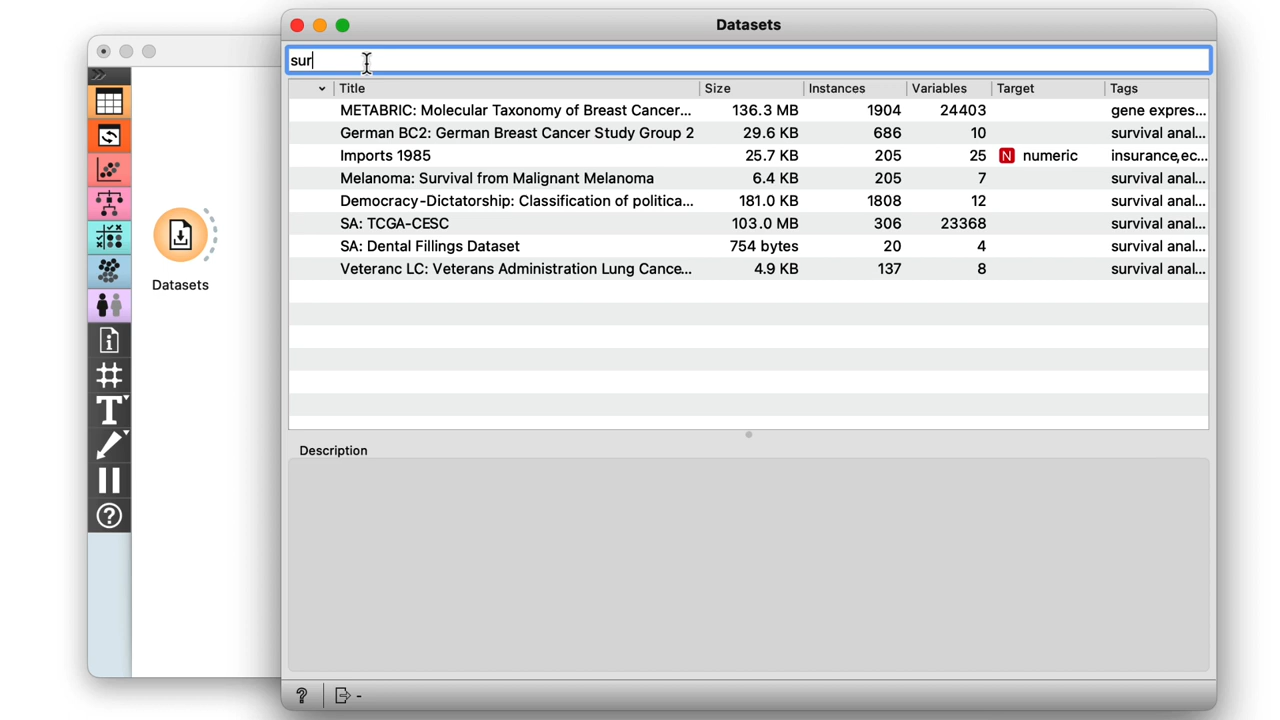 Datasets
sur
Title Size Instances Variables Target Tags
METABRIC: Molecular Taxonomy of Breast Cancer... 136.3 MB 1904 24403 gene expres...
German BC2: German Breast Cancer Study Group 2 29.6 KB 686 10 survival anal...
Imports 1985 25.7 KB 205 25 N numeric insurance,ec...
Melanoma: Survival from Malignant Melanoma 6.4 KB 205 7 survival anal...
Democracy-Dictatorship: Classification of politica... 181.0 KB 1808 12 survival anal...
SA: TCGA-CESC 103.0 MB 306 23368 survival anal...
SA: Dental Fillings Dataset 754 bytes 20 4 survival anal...
Veteranc LC: Veterans Administration Lung Cance... 4.9 KB 137 8 survival anal...
Datasets
Description
T
?
? -